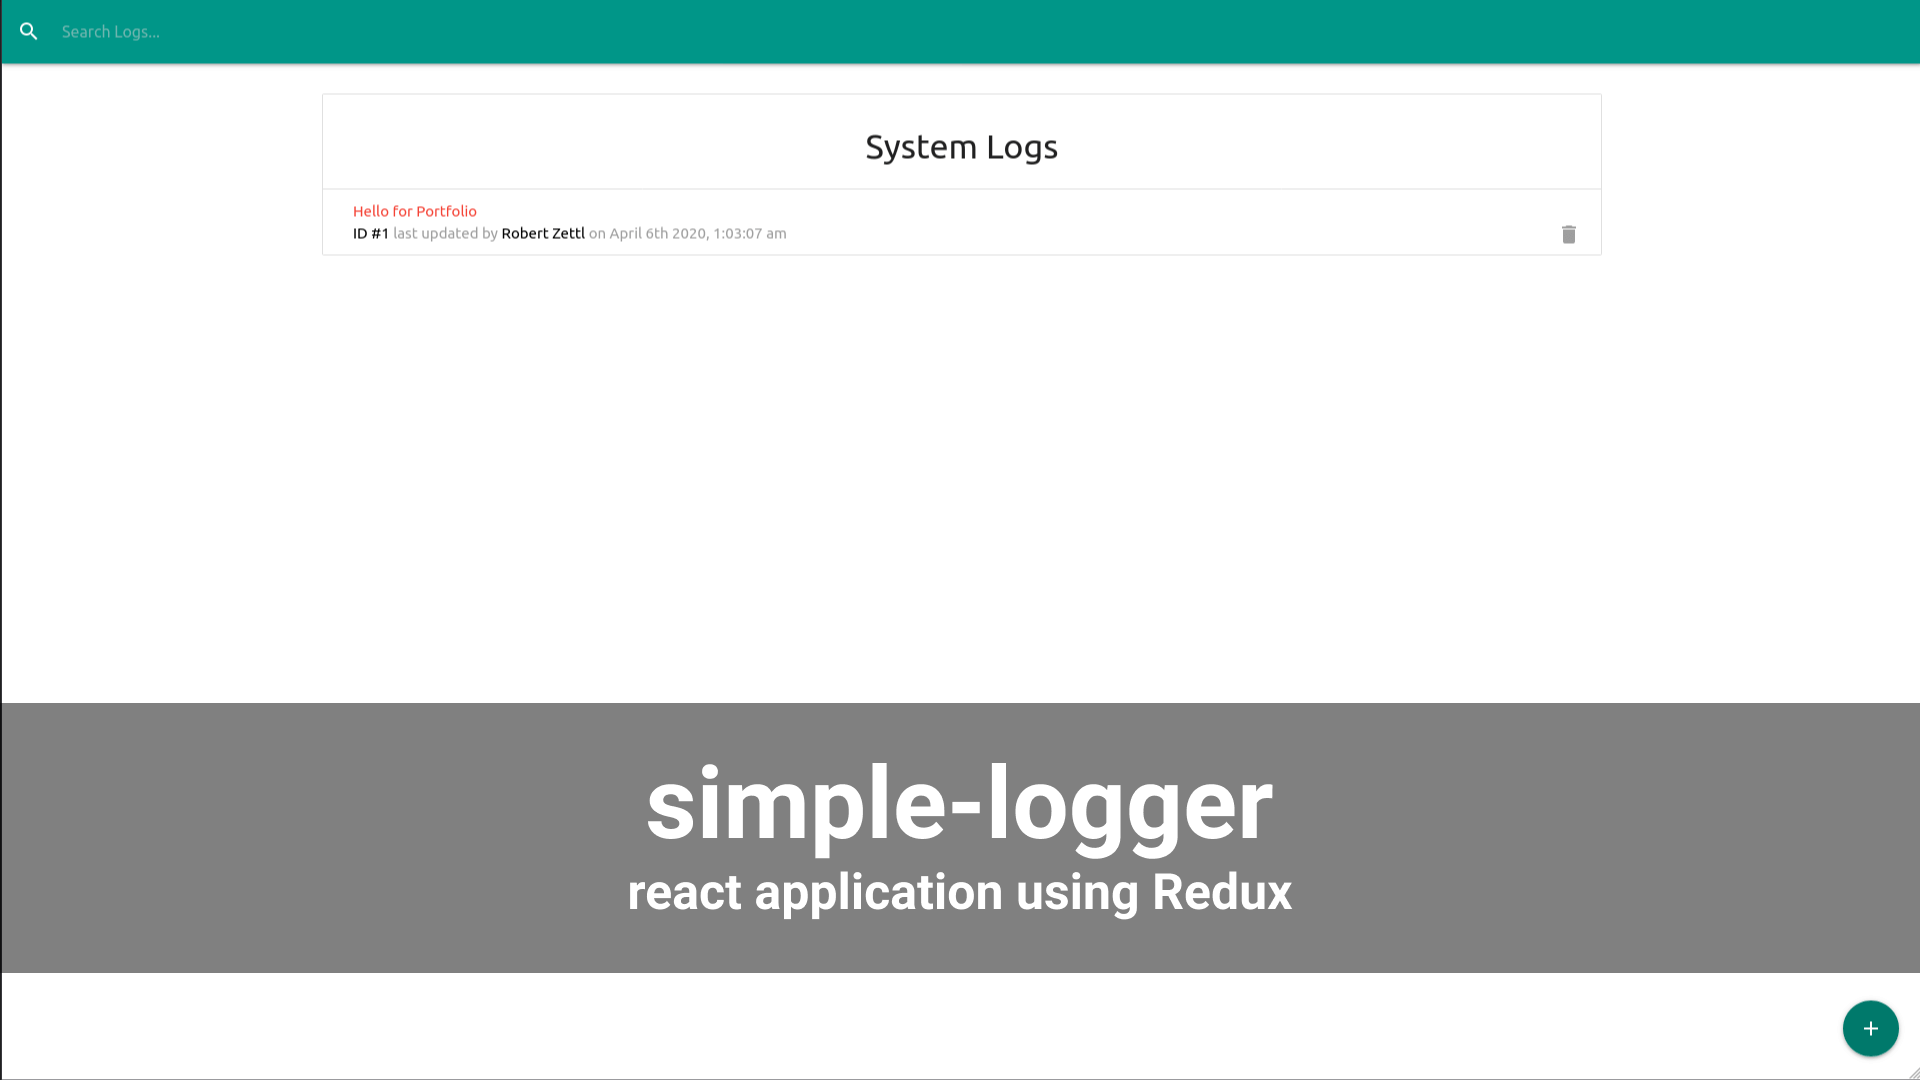 Search Logs...
System Logs
Hello for Portfolio
ID #1 last updated by Robert Zettl on April 6th 2020, 1:03:07 am
simple-logger
react application using Redux